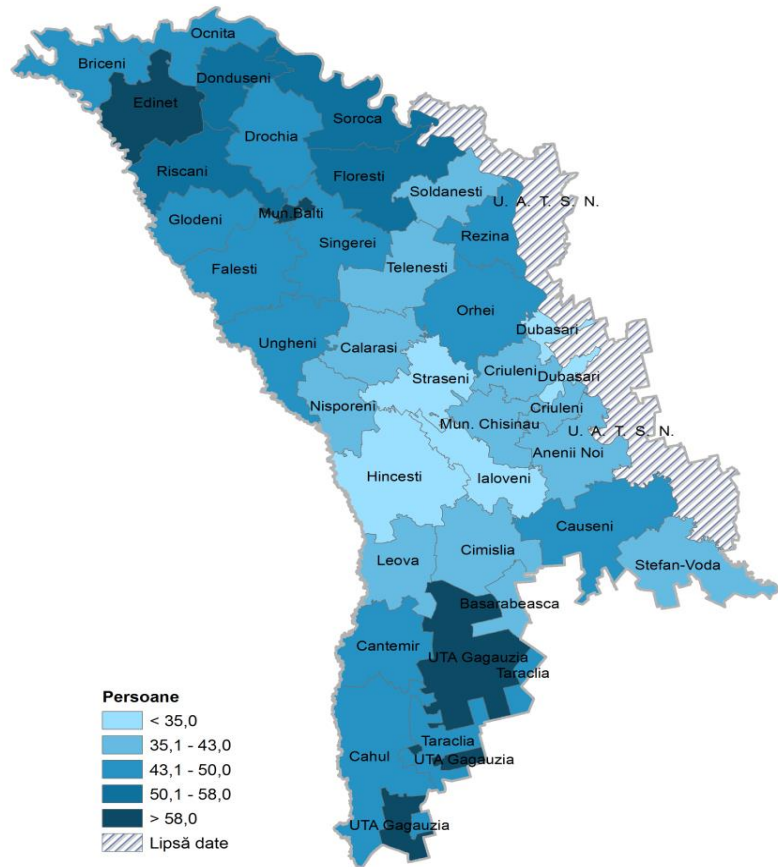 Ocnita
Briceni
Donduseni
Edinet
Soroca
Drochia
Riscani
Floresti
Soldanesti
U. A. T. S. N.
Glodeni
Mun.Balti
Singerei
Rezina
Telenesti
Falesti
Orhei
Dubasari
Ungheni
Calarasi
Straseni
Criuleni
Dubasari
Nisporeni
Criuleni
Mun. Chisinau
U. A. T. S. N.
Anenii Noi
Hincesti
Ialoveni
Causeni
Leova
Cimislia
Stefan-Voda
Basarabeasca
Cantemir
UTA Gagauzia
Taraclia
Taraclia
Cahul
UTA Gagauzia
UTA Gagauzia
Persoane
< 35,0
35,1 - 43,0
43,1 - 50,0
50,1 - 58,0
> 58,0
Lipsă date